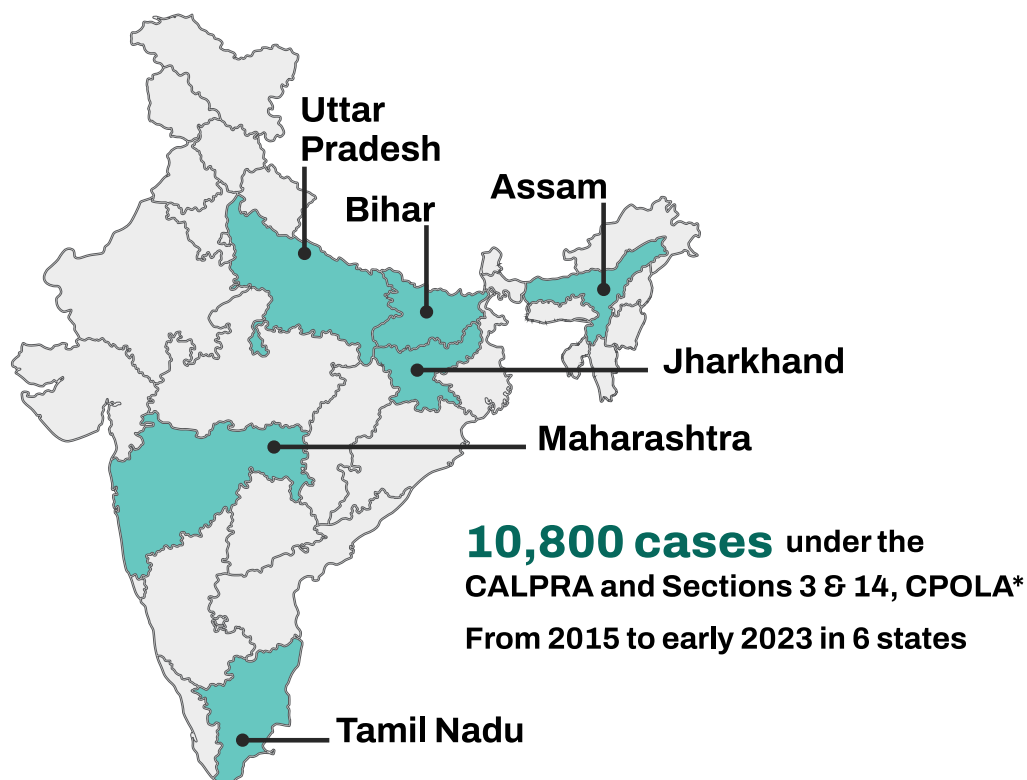 Uttar
Pradesh
Bihar
Assam
Jharkhand
Maharashtra
10,800 cases under the
CALPRA and Sections 3 & 14, CPOLA*
From 2015 to early 2023 in 6 states
Tamil Nadu